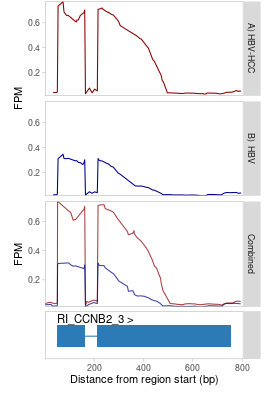 FPM
0.6
0.4
0.2
A) HBV-HCC
0.6
0.4
0.2
B) HBV
FPM
0.6
0.4
0.2
Combined
RI_CCNB2_3 >
200
400
600
800
Distance from region start (bp)